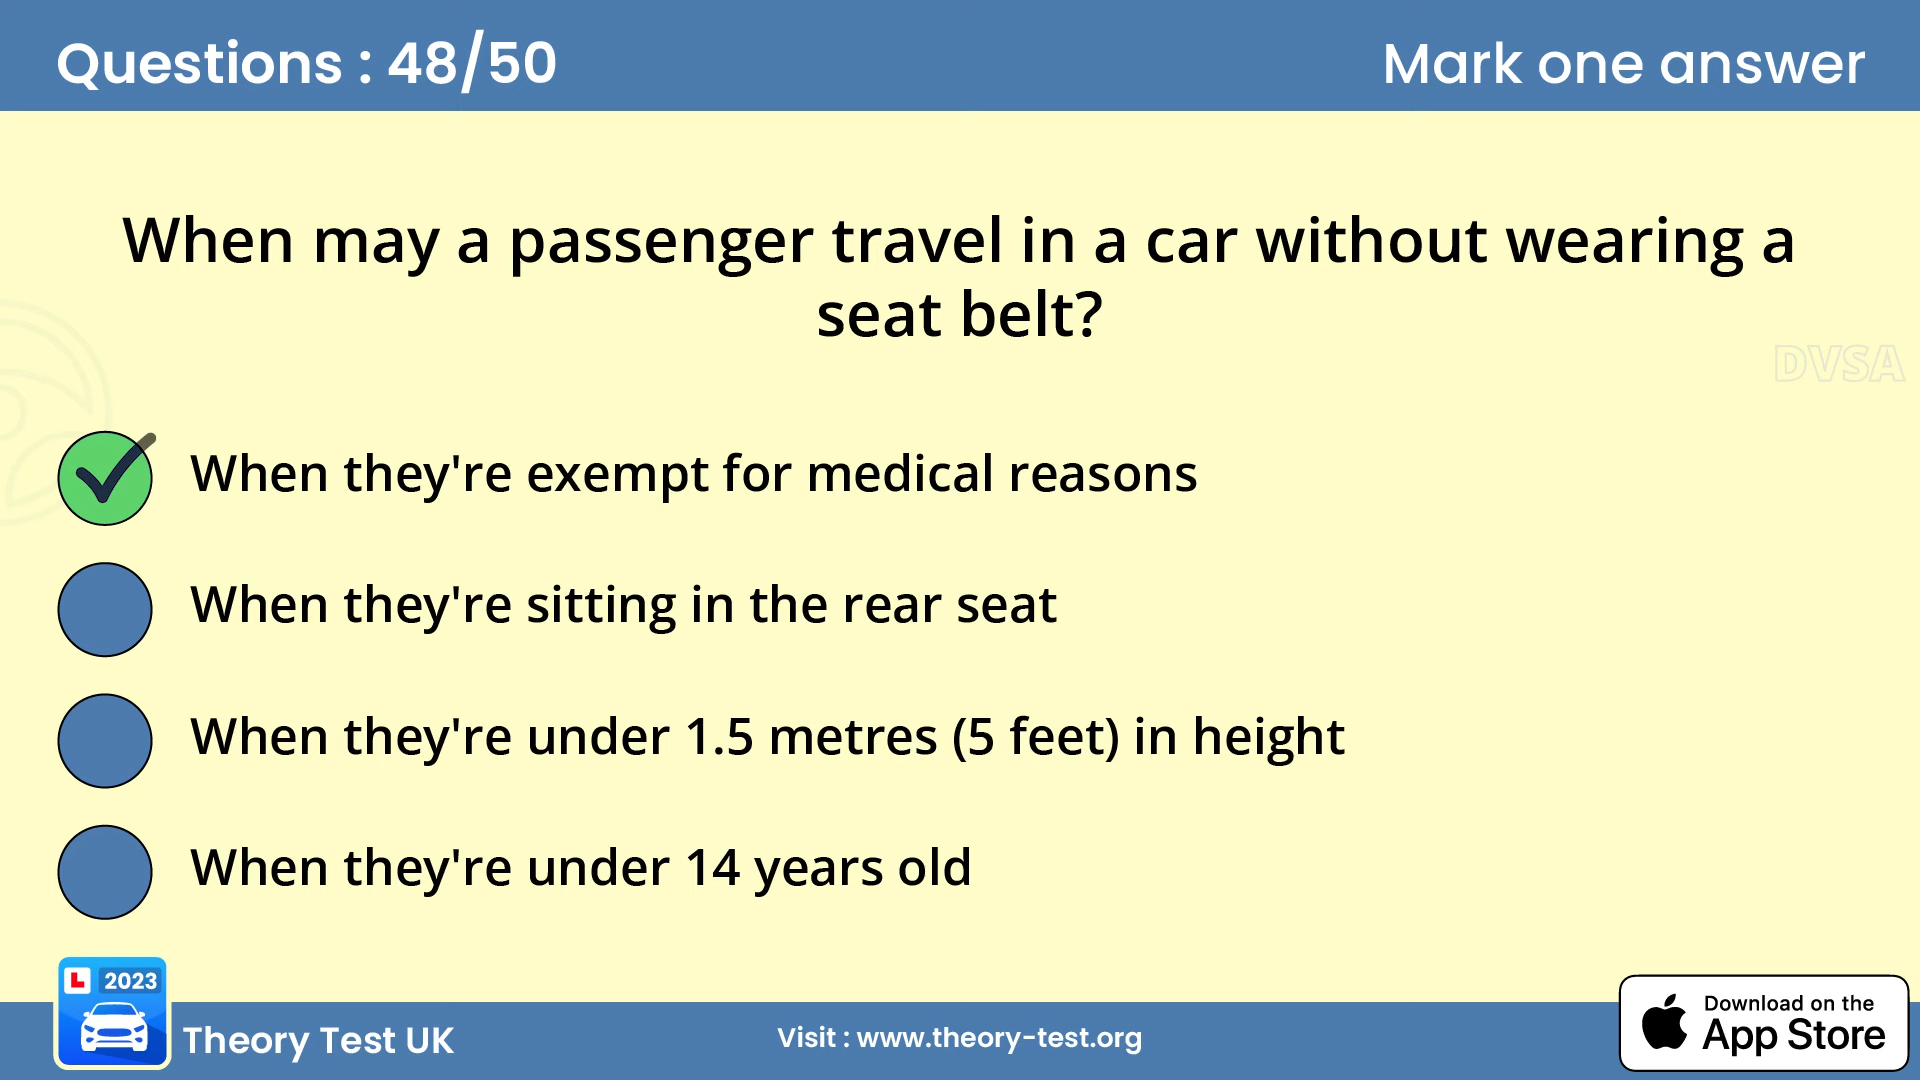 Questions : 48/50
Mark one answer
When may a passenger travel in a car without wearing a
seat belt?
DVSA
When they're exempt for medical reasons
When they're sitting in the rear seat
When they're under 1.5 metres (5 feet) in height
When they're under 14 years old
L 2023
Theory Test UK
Visit : www.theory-test.org
Download on the
App Store